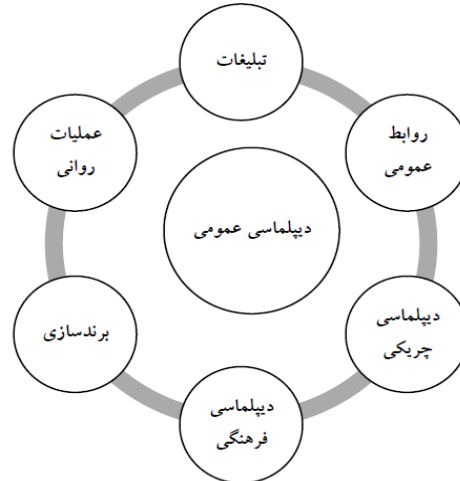 تبلیغات
روابط
عمومی
دیپلماسی
چریکی
دیپلماسی
فرهنگی
برندسازی
عملیات
روانی
دیپلماسی عمومی